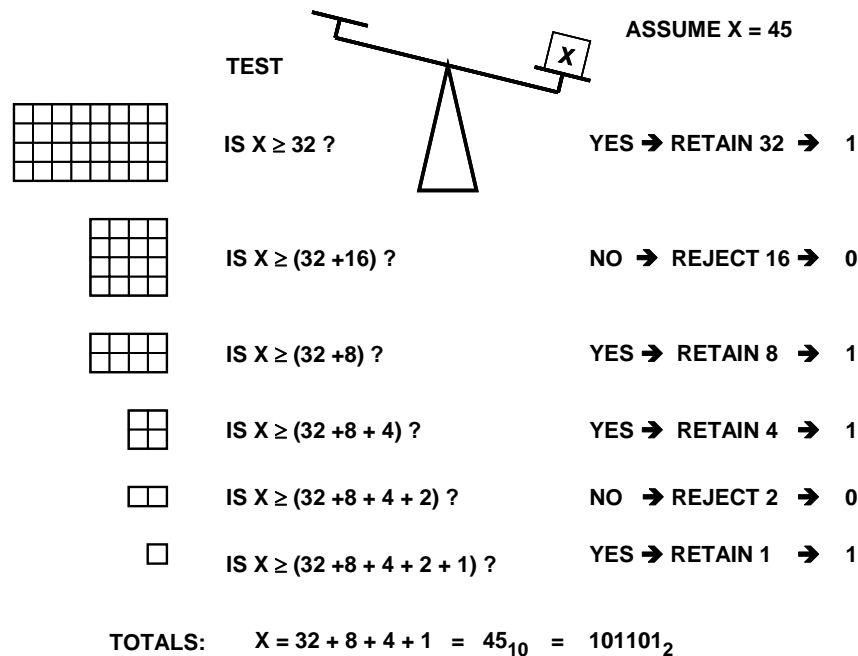 ASSUME X = 45
X
TEST
IS X ≥ 32 ? YES ➔ RETAIN 32 ➔ 1
IS X ≥ (32 +16) ? NO ➔ REJECT 16 ➔ 0
IS X ≥ (32 +8) ? YES ➔ RETAIN 8 ➔ 1
IS X ≥ (32 +8 + 4) ? YES ➔ RETAIN 4 ➔ 1
IS X ≥ (32 +8 + 4 + 2) ? NO ➔ REJECT 2 ➔ 0
IS X ≥ (32 +8 + 4 + 2 + 1) ? YES ➔ RETAIN 1 ➔ 1
TOTALS: X = 32 + 8 + 4 + 1 = 45₁₀ = 101101₂